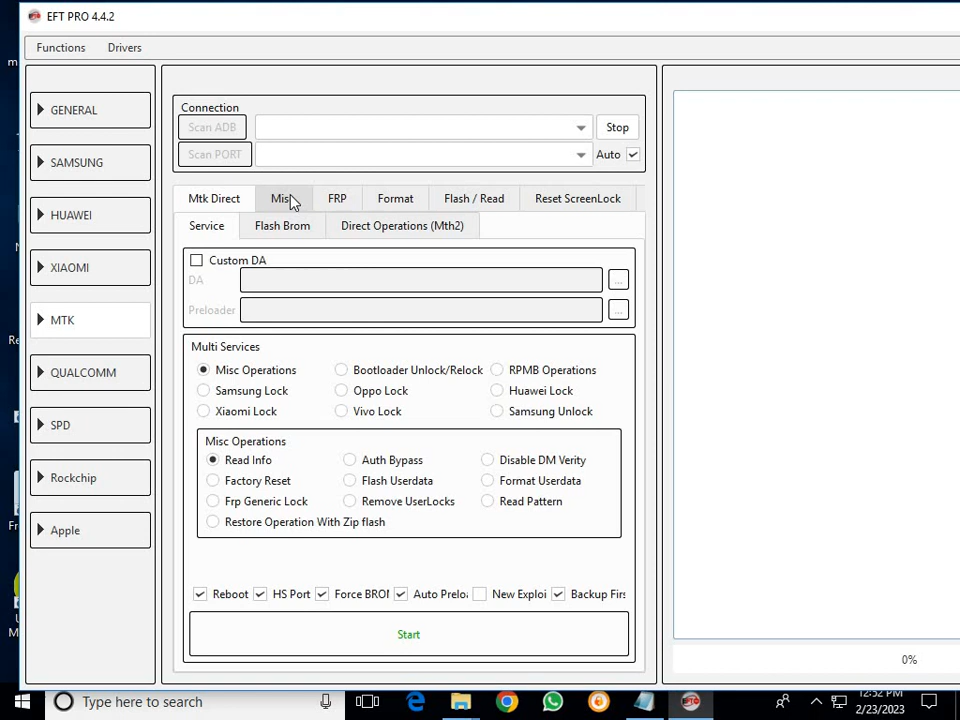 EFT PRO 4.4.2
Functions Drivers
GENERAL
SAMSUNG
HUAWEI
XIAOMI
MTK
QUALCOMM
SPD
Rockchip
Apple
Connection
Scan ADB Stop
Scan PORT Auto
Mtk Direct Misc FRP Format Flash / Read Reset ScreenLock
Service Flash Brom Direct Operations (Mth2)
Custom DA
DA ...
Preloader ...
Multi Services
Misc Operations Bootloader Unlock/Relock RPMB Operations
Samsung Lock Oppo Lock Huawei Lock
Xiaomi Lock Vivo Lock Samsung Unlock
Misc Operations
Read Info Auth Bypass Disable DM Verity
Factory Reset Flash Userdata Format Userdata
Frp Generic Lock Remove UserLocks Read Pattern
Restore Operation With Zip flash
Reboot HS Port Force BROI Auto Preloa New Exploi Backup Firs
Start
0%
Type here to search
12:52 PM
2/23/2023